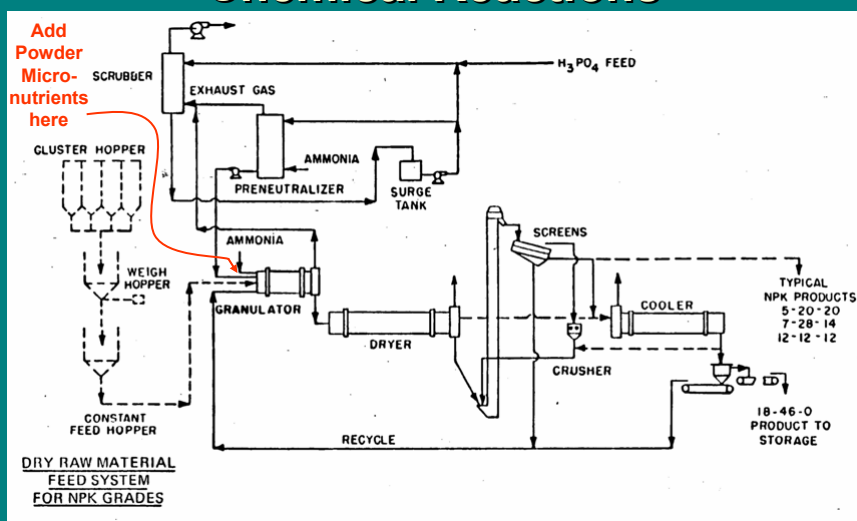 Chemical Reactions
Add
Powder
Micro-
nutrients
here
SCRUBBER
EXHAUST GAS
H3PO4 FEED
CLUSTER HOPPER
AMMONIA
PRENEUTRALIZER
SURGE
TANK
AMMONIA
SCREENS
WEIGH
HOPPER
GRANULATOR
TYPICAL
NPK PRODUCTS
5-20-20
7-28-14
12-12-12
COOLER
DRYER
CRUSHER
CONSTANT
FEED HOPPER
RECYCLE
18-46-0
PRODUCT TO
STORAGE
DRY RAW MATERIAL
FEED SYSTEM
FOR NPK GRADES